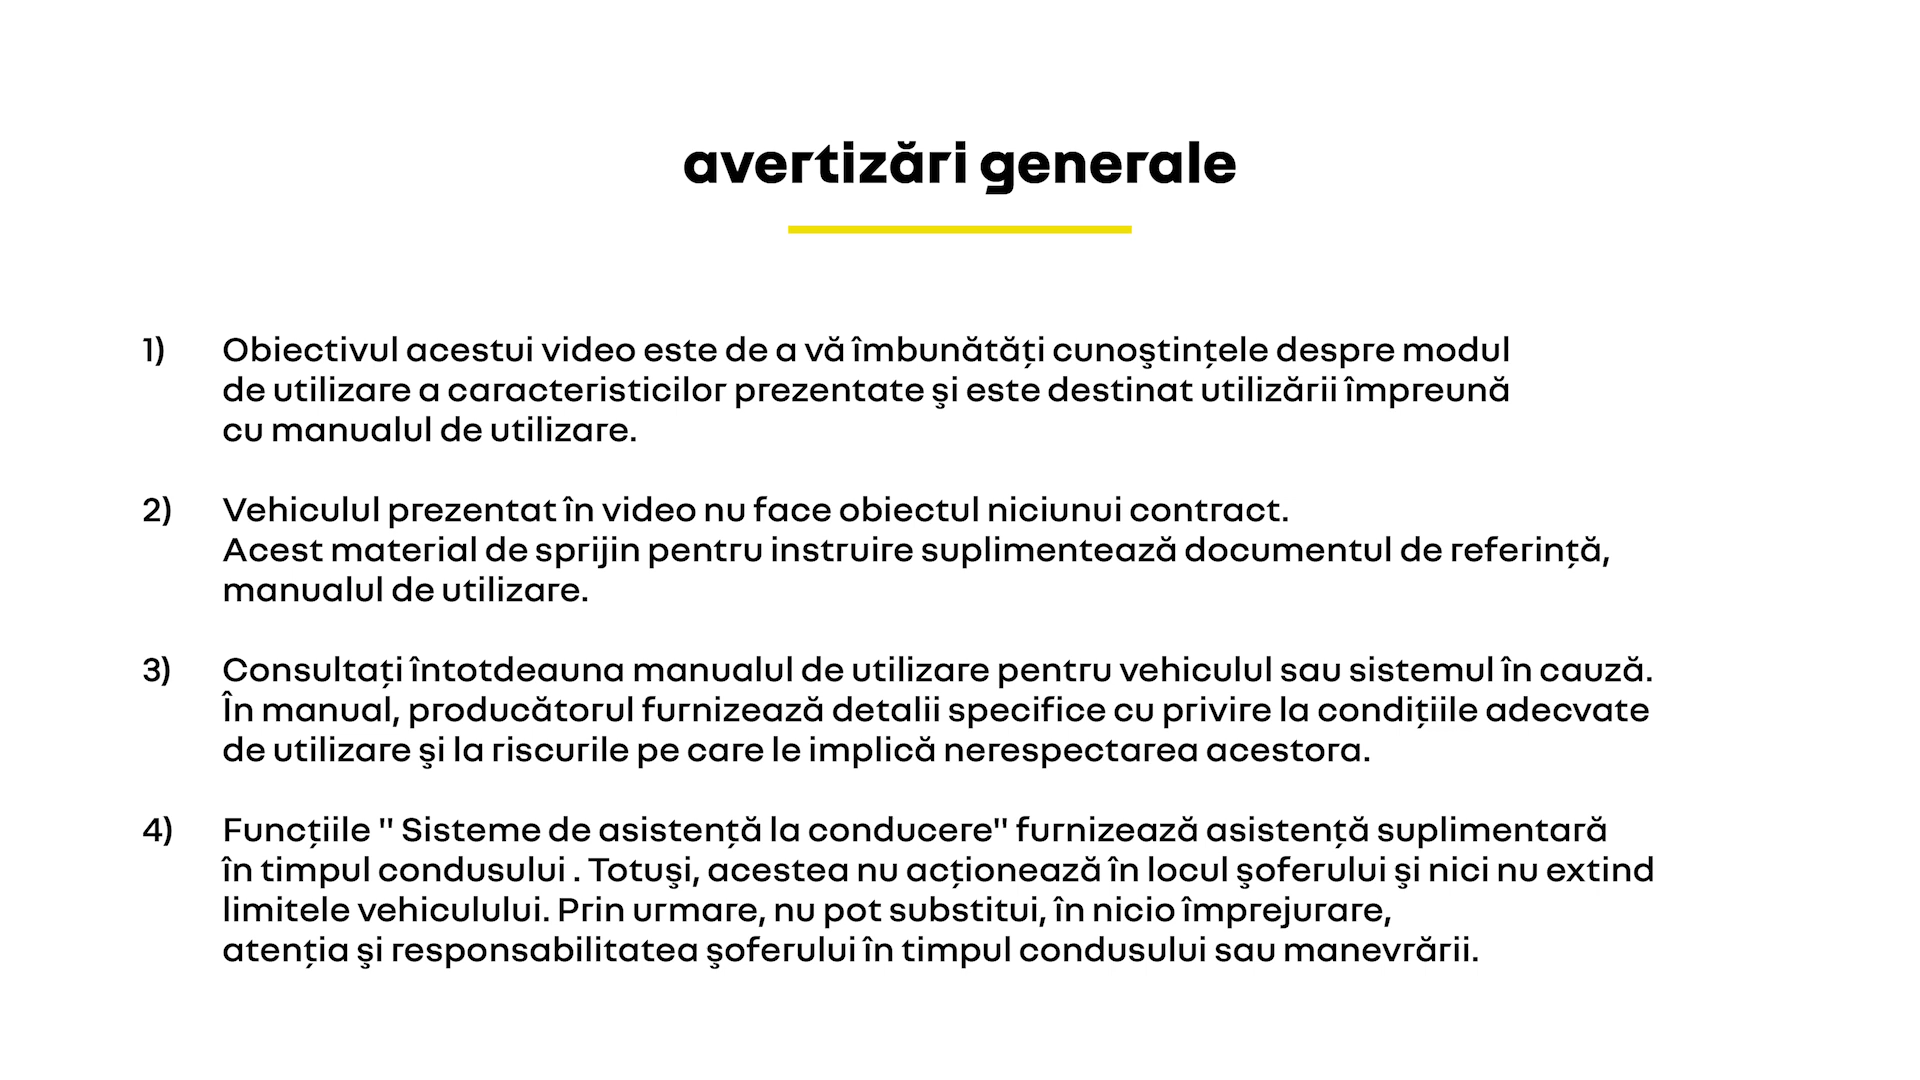 avertizări generale
1) Obiectivul acestui video este de a vă îmbunătăți cunoştințele despre modul
de utilizare a caracteristicilor prezentate şi este destinat utilizării împreună
cu manualul de utilizare.
2) Vehiculul prezentat în video nu face obiectul niciunui contract.
Acest material de sprijin pentru instruire suplimentează documentul de referință,
manualul de utilizare.
3) Consultați întotdeauna manualul de utilizare pentru vehiculul sau sistemul în cauză.
În manual, producătorul furnizează detalii specifice cu privire la condițiile adecvate
de utilizare şi la riscurile pe care le implică nerespectarea acestora.
4) Funcțiile " Sisteme de asistență la conducere" furnizează asistență suplimentară
în timpul condusului . Totuşi, acestea nu acționează în locul şoferului şi nici nu extind
limitele vehiculului. Prin urmare, nu pot substitui, în nicio împrejurare,
atenția şi responsabilitatea şoferului în timpul condusului sau manevrării.